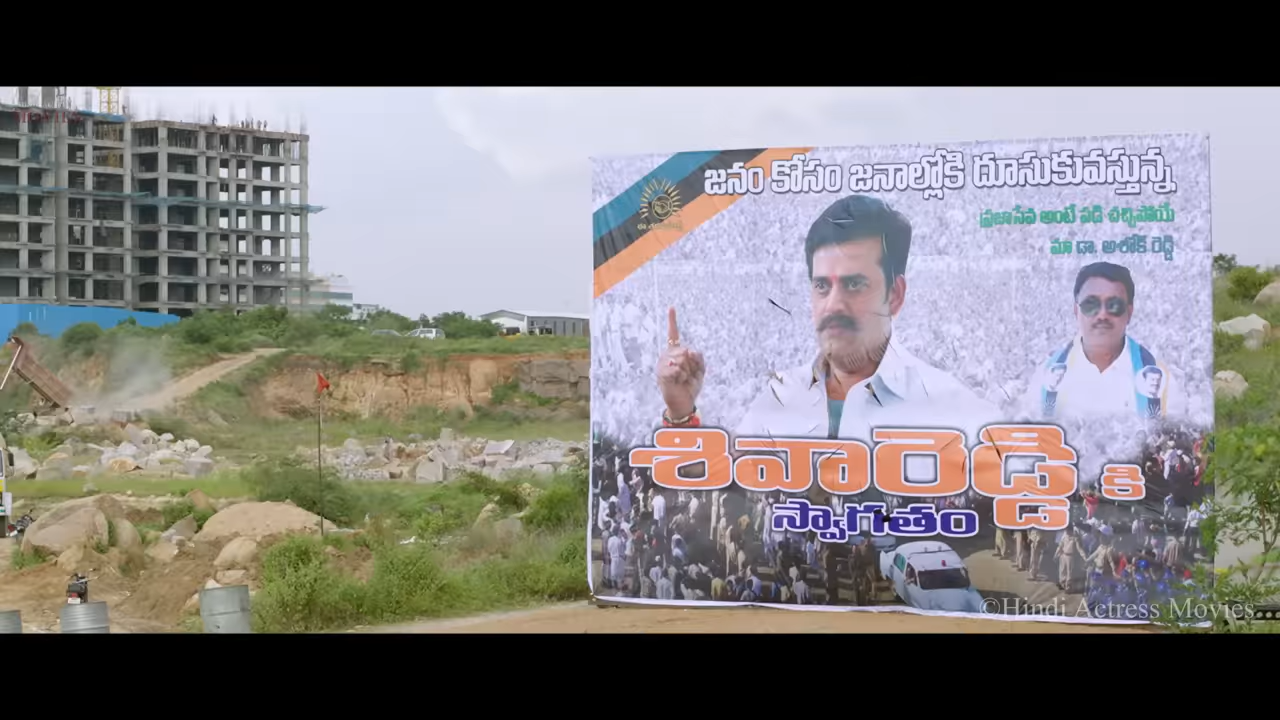 జనం కోసం జనాల్లోకి దూసుకువస్తున్న
ప్రజాసేవ అంటే పడి చచ్చిపోయే
మా డా. అశోక్ రెడ్డి
శివారెడ్డి కి
స్వాగతం
©Hindi Actress Movies